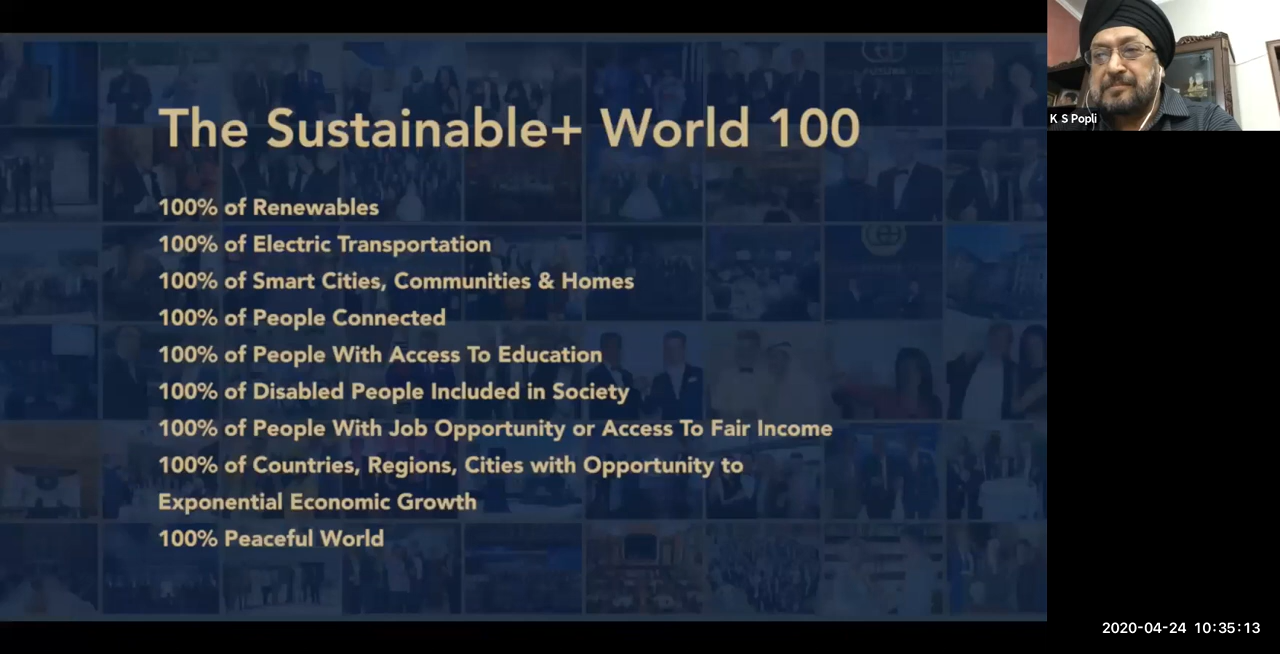 The Sustainable+ World 100
100% of Renewables
100% of Electric Transportation
100% of Smart Cities, Communities & Homes
100% of People Connected
100% of People With Access To Education
100% of Disabled People Included in Society
100% of People With Job Opportunity or Access To Fair Income
100% of Countries, Regions, Cities with Opportunity to
Exponential Economic Growth
100% Peaceful World
K S Popli
2020-04-24 10:35:13